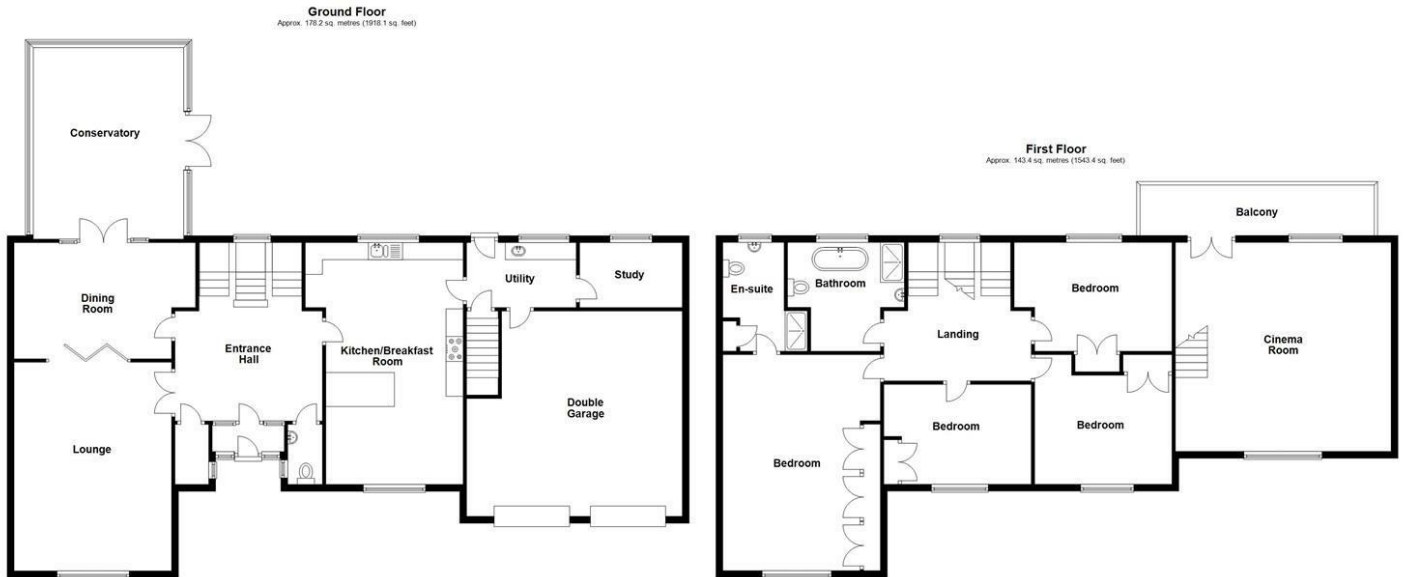 Ground Floor
Approx. 178.2 sq. metres (1918.1 sq. feet)
Conservatory
Dining
Room
Entrance
Hall
Lounge
Kitchen/Breakfast
Room
Utility
Study
Double
Garage
First Floor
Approx. 143.4 sq. metres (1543.4 sq. feet)
Balcony
En-suite
Bathroom
Landing
Bedroom
Cinema
Room
Bedroom
Bedroom
Bedroom